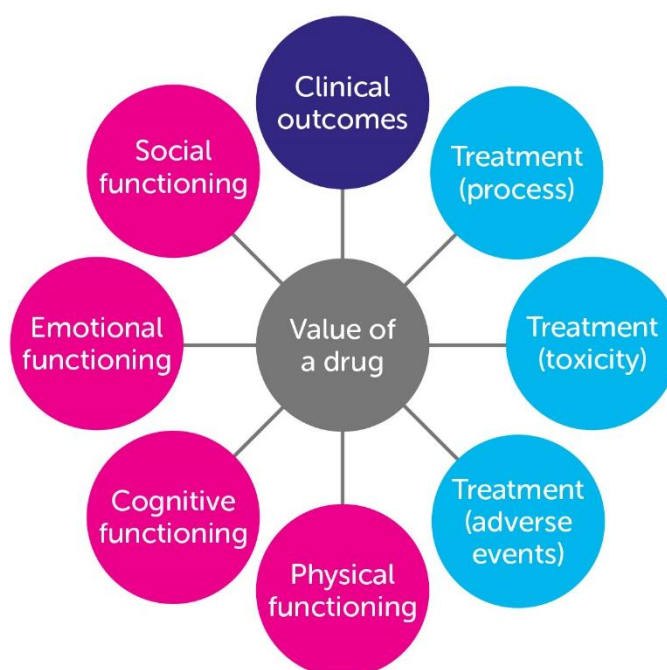 Clinical
outcomes
Treatment
(process)
Treatment
(toxicity)
Treatment
(adverse
events)
Physical
functioning
Cognitive
functioning
Emotional
functioning
Social
functioning
Value of
a drug